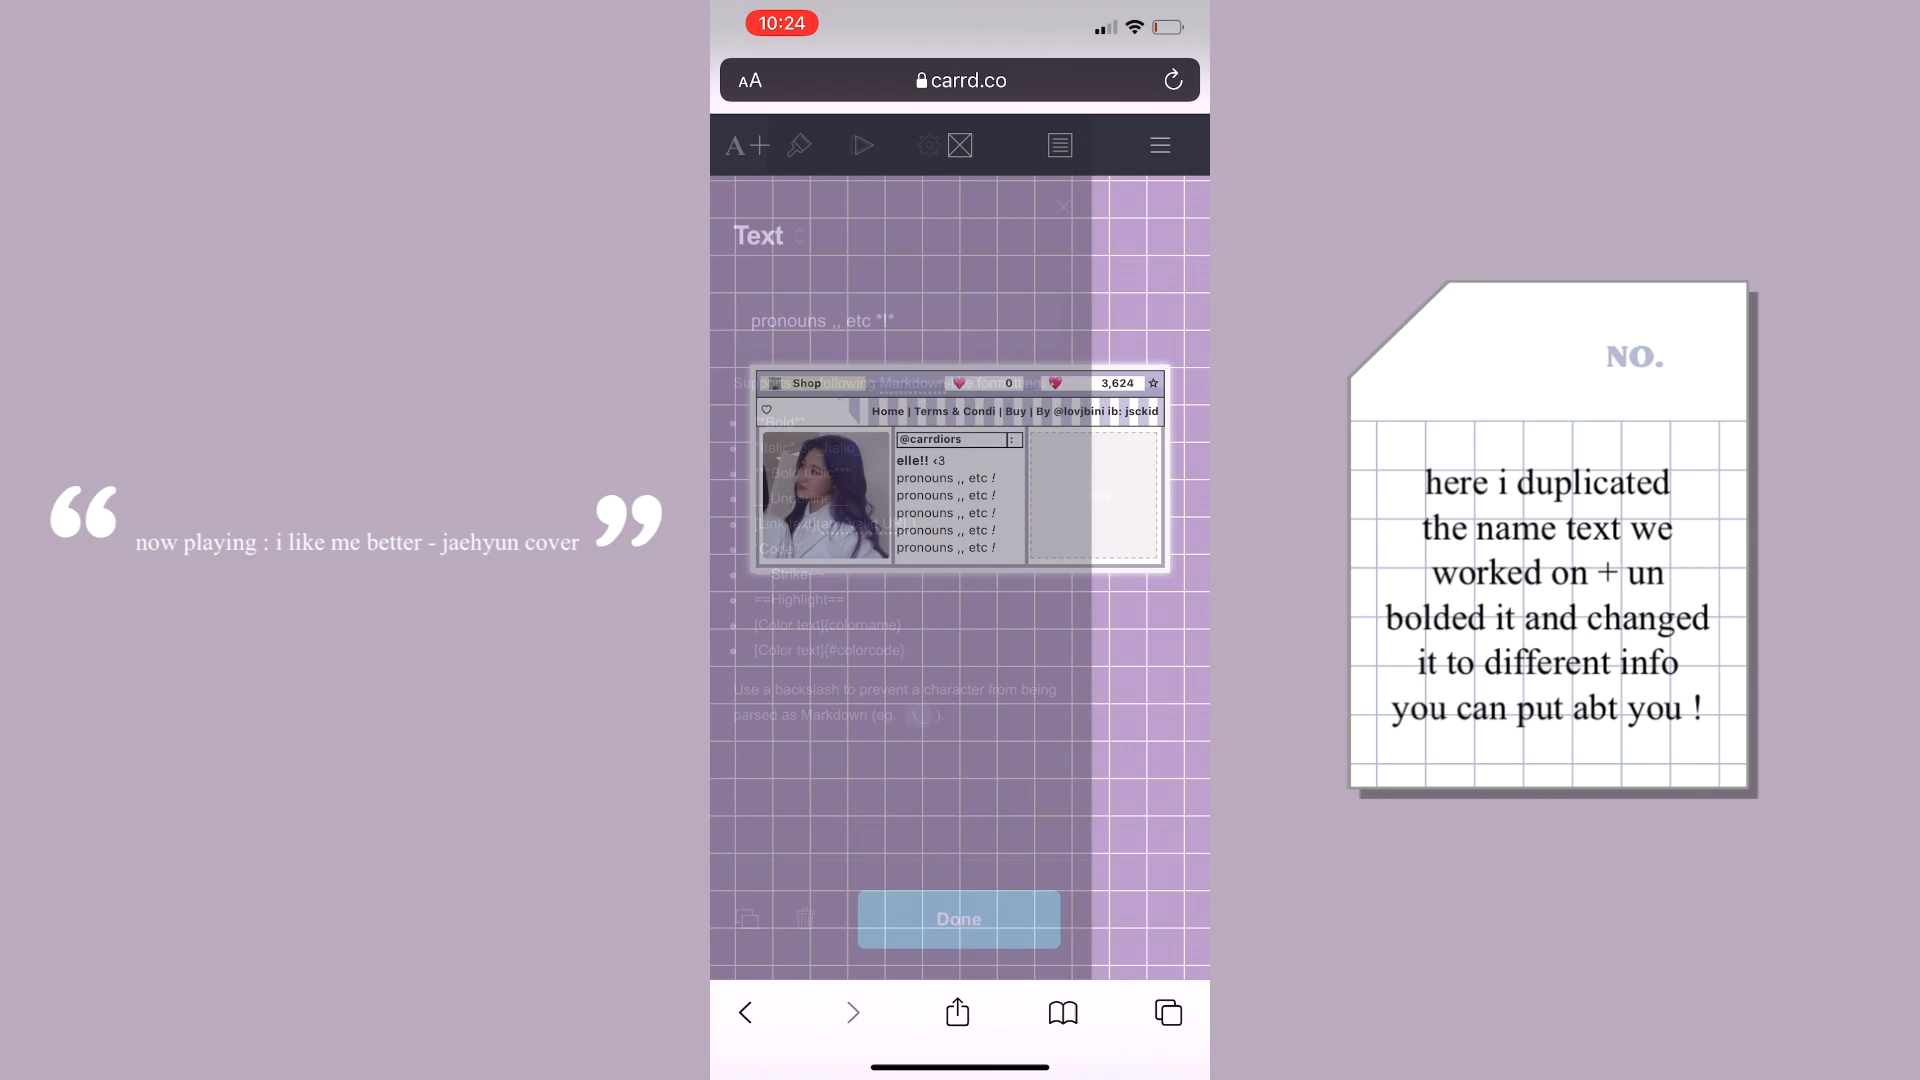 10:24
AA
carrd.co
A
Text
pronouns ,, etc *!*
Shop
0
3,624
Home | Terms & Condi | Buy | By @lovjbini ib: jsckid
@carrdiors
:
elle!! <3
pronouns ,, etc !
pronouns ,, etc !
pronouns ,, etc !
pronouns ,, etc !
pronouns ,, etc !
Strike
==Highlight==
[Color text](colorname)
[Color text](#colorcode)
Use a backslash to prevent a character from being
parsed as Markdown (eg. \_ ).
Done
“ now playing : i like me better - jaehyun cover ”
NO.
here i duplicated
the name text we
worked on + un
bolded it and changed
it to different info
you can put abt you !